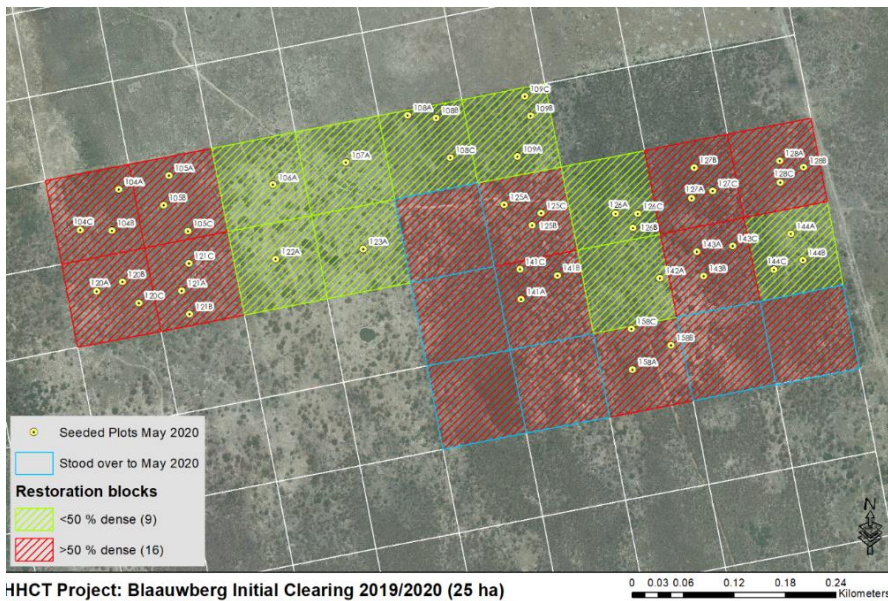 109C
108A
108B
109B
108C
109A
107A
106A
105A
104A
105B
104C
104B
105C
127B
128A
128B
128C
127A
127C
125A
125C
125B
126A
126C
126B
144A
123A
122A
121C
143A
143C
141C
141B
142A
143B
144C
144B
120A
120B
120C
121A
121B
141A
158C
158B
158A
Seeded Plots May 2020
Stood over to May 2020
Restoration blocks
<50 % dense (9)
>50 % dense (16)
N
HHCT Project: Blaauwberg Initial Clearing 2019/2020 (25 ha)
0 0.03 0.06 0.12 0.18 0.24
Kilometers